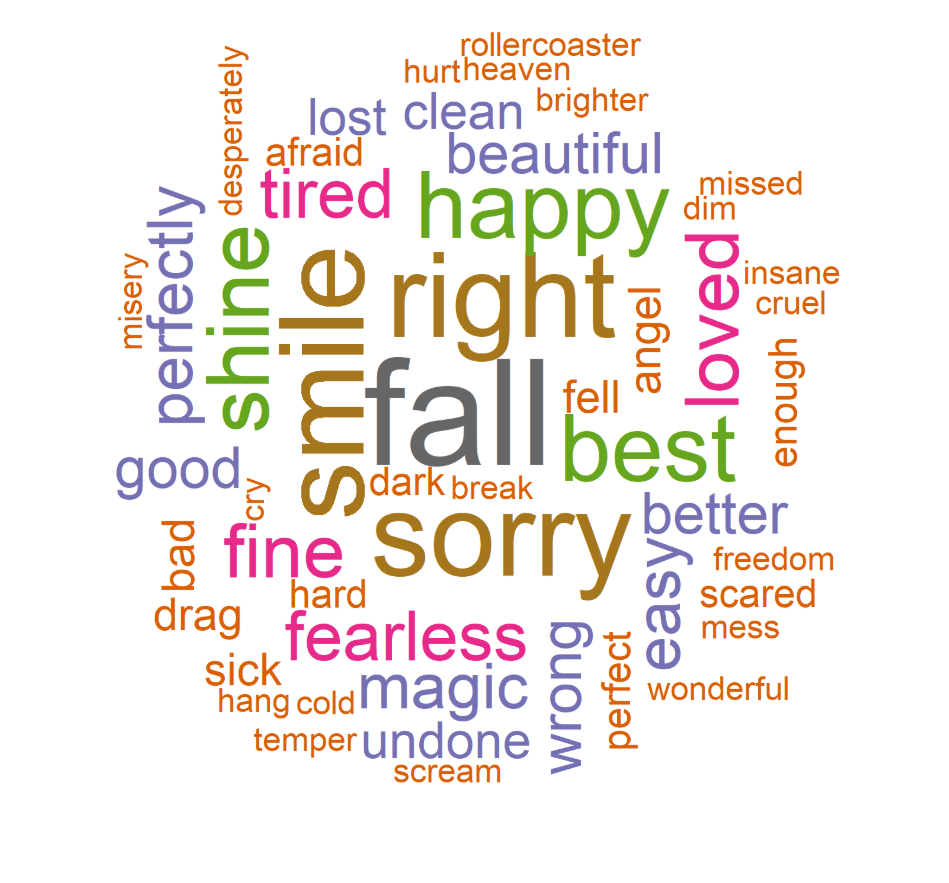 rollercoaster
hurt
heaven
desperately
brighter
lost
clean
afraid
beautiful
tired
happy
missed
dim
perfectly
misery
shine
smile
right
angel
loved
insane
cruel
fall
fell
enough
best
good
cry
dark
break
sorry
better
bad
fine
easy
freedom
hard
scared
drag
fearless
mess
wrong
perfect
sick
magic
wonderful
hang
cold
temper
undone
scream